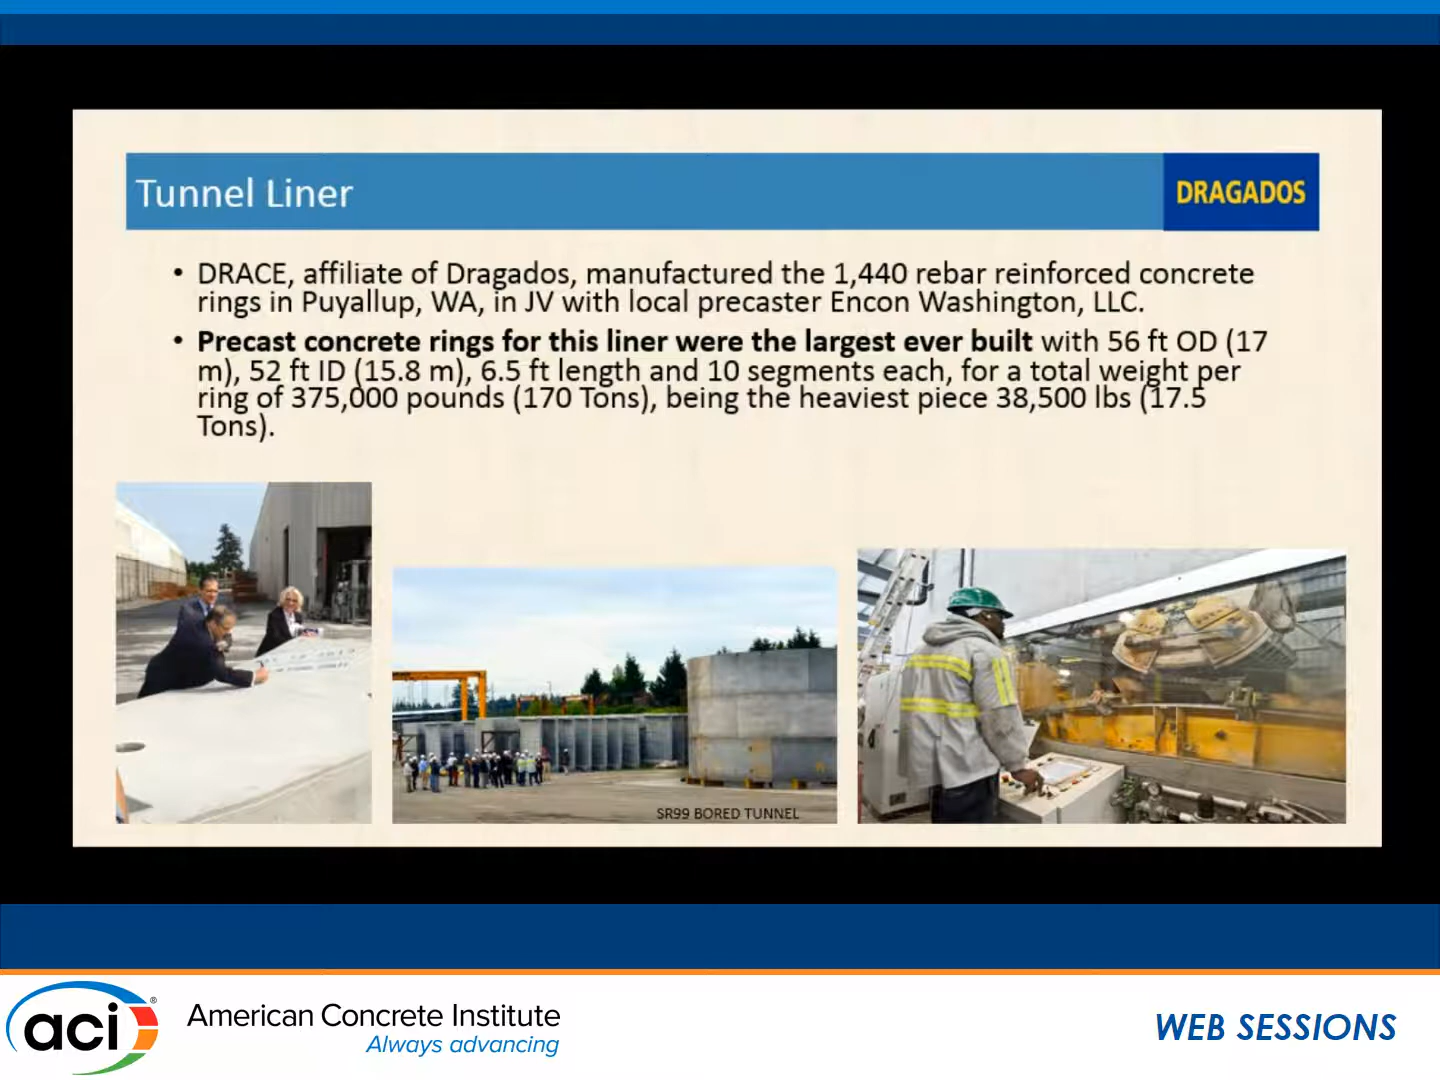 Tunnel Liner
DRAGADOS
• DRACE, affiliate of Dragados, manufactured the 1,440 rebar reinforced concrete
rings in Puyallup, WA, in JV with local precaster Encon Washington, LLC.
• Precast concrete rings for this liner were the largest ever built with 56 ft OD (17
m), 52 ft ID (15.8 m), 6.5 ft length and 10 segments each, for a total weight per
ring of 375,000 pounds (170 Tons), being the heaviest piece 38,500 lbs (17.5
Tons).
SR99 BORED TUNNEL
aci®
American Concrete Institute
Always advancing
WEB SESSIONS